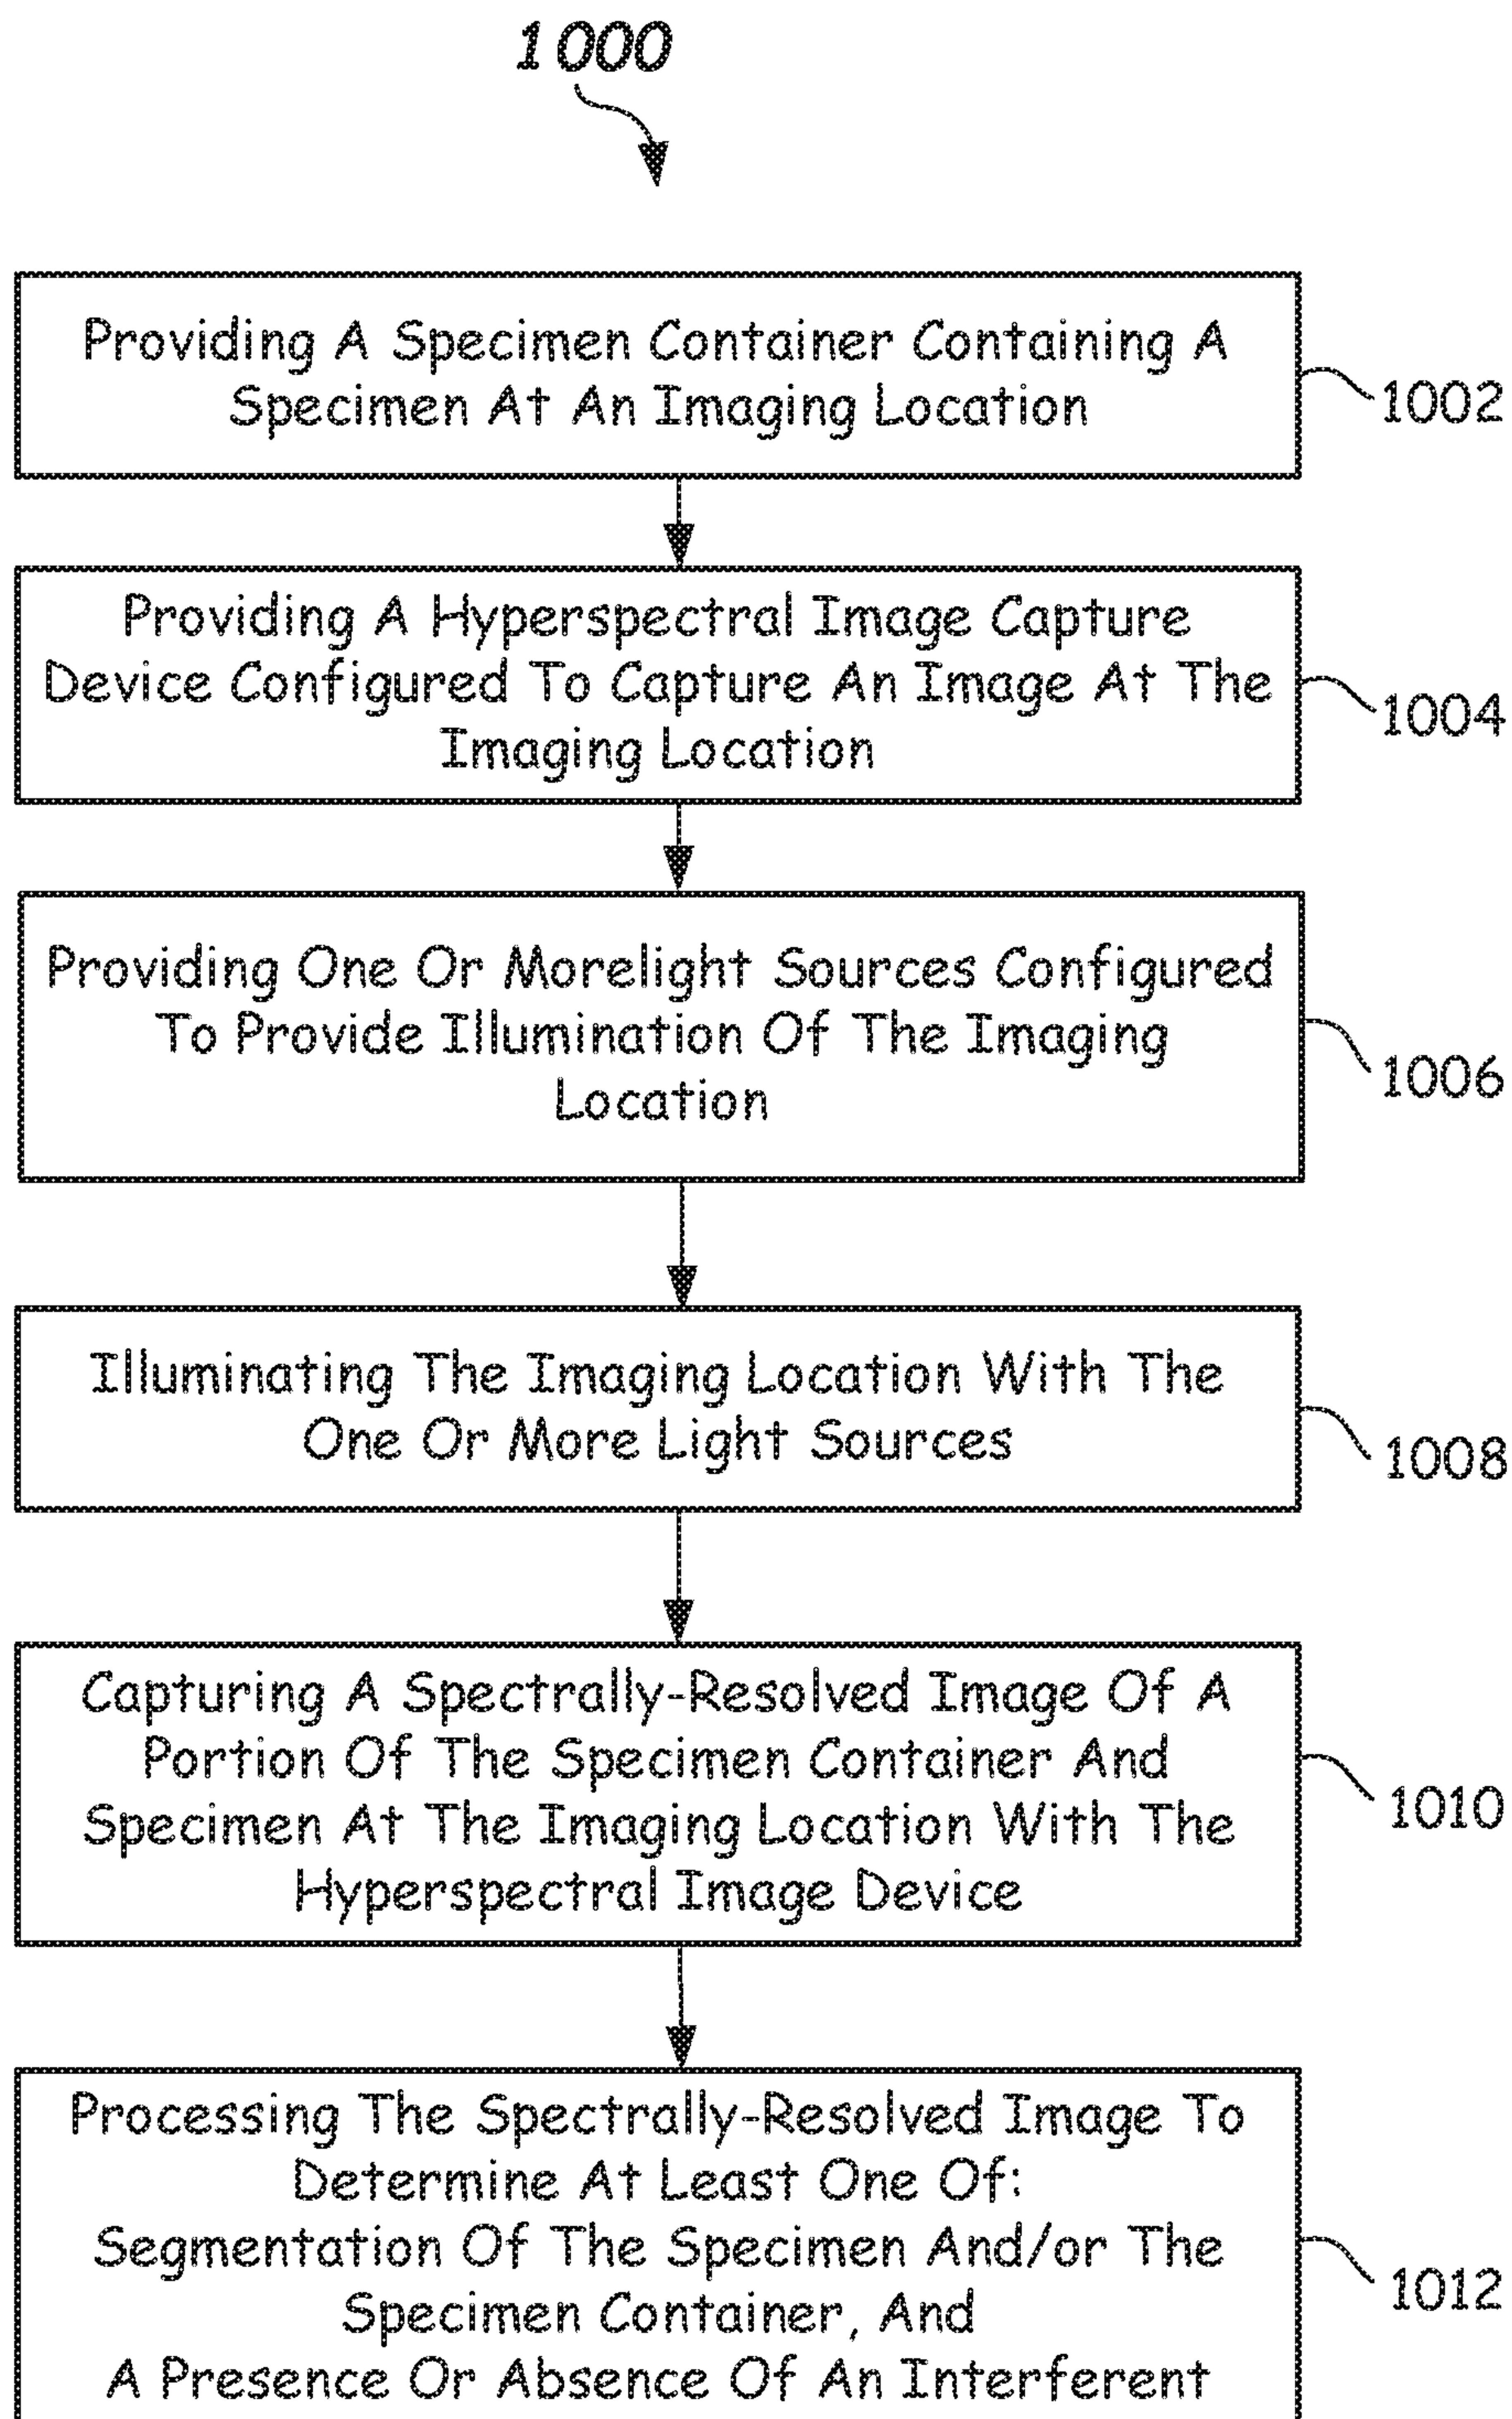 1000
Providing A Specimen Container Containing A
Specimen At An Imaging Location
1002
Providing A Hyperspectral Image Capture
Device Configured To Capture An Image At The
Imaging Location
1004
Providing One Or Morelight Sources Configured
To Provide Illumination Of The Imaging
Location
1006
Illuminating The Imaging Location With The
One Or More Light Sources
1008
Capturing A Spectrally-Resolved Image Of A
Portion Of The Specimen Container And
Specimen At The Imaging Location With The
Hyperspectral Image Device
1010
Processing The Spectrally-Resolved Image To
Determine At Least One Of:
Segmentation Of The Specimen And/or The
Specimen Container, And
A Presence Or Absence Of An Interferent
1012